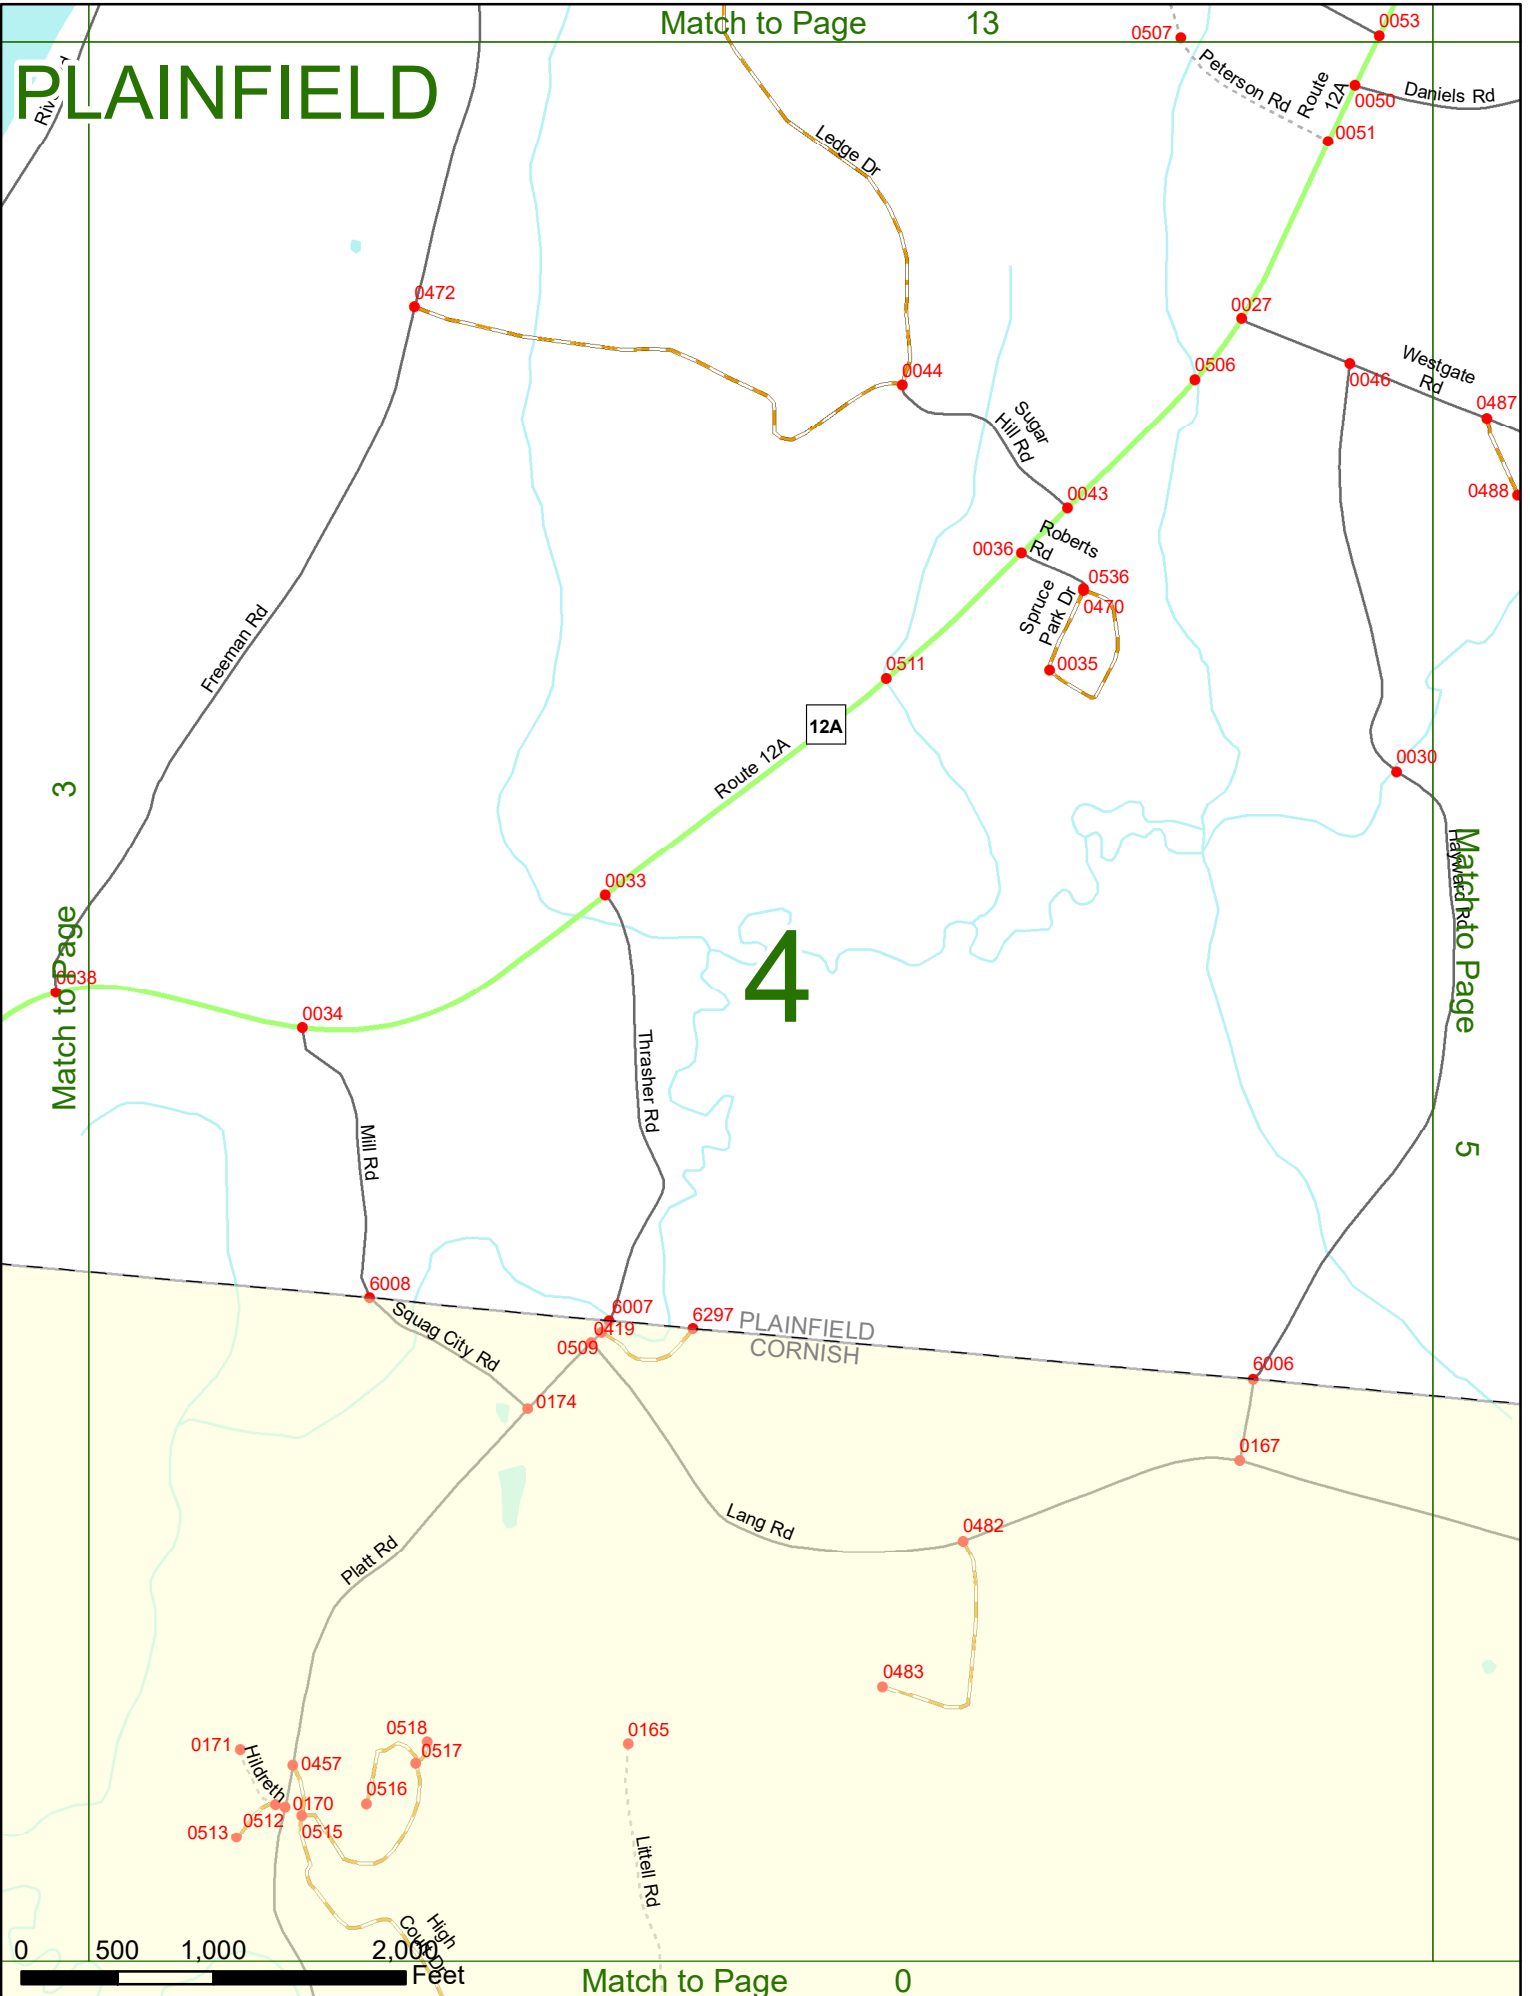 Match to Page 13
PLAINFIELD
0053
0507
Peterson Rd
Route
12A
0050
Daniels Rd
0051
Ledge Dr
0472
0027
0506
0044
0046
Westgate
Rd
0487
0488
Sugar
Hill Rd
0043
0036
Roberts
Rd
0536
0470
Spruce
Park Dr
0035
Freeman Rd
0511
12A
Route 12A
0030
Match to Page 3
Hayward Rd
Match to Page 5
0033
4
0038
0034
Thrasher Rd
Mill Rd
6008
Squag City Rd
6007
0419
0509
6297
PLAINFIELD
CORNISH
6006
0174
0167
Lang Rd
0482
Platt Rd
0483
0171
Hildreth
0457
0518
0517
0516
0165
0512
0170
0513
0515
Littell Rd
High
Court Dr
0 500 1,000 2,000
Feet
Match to Page 0